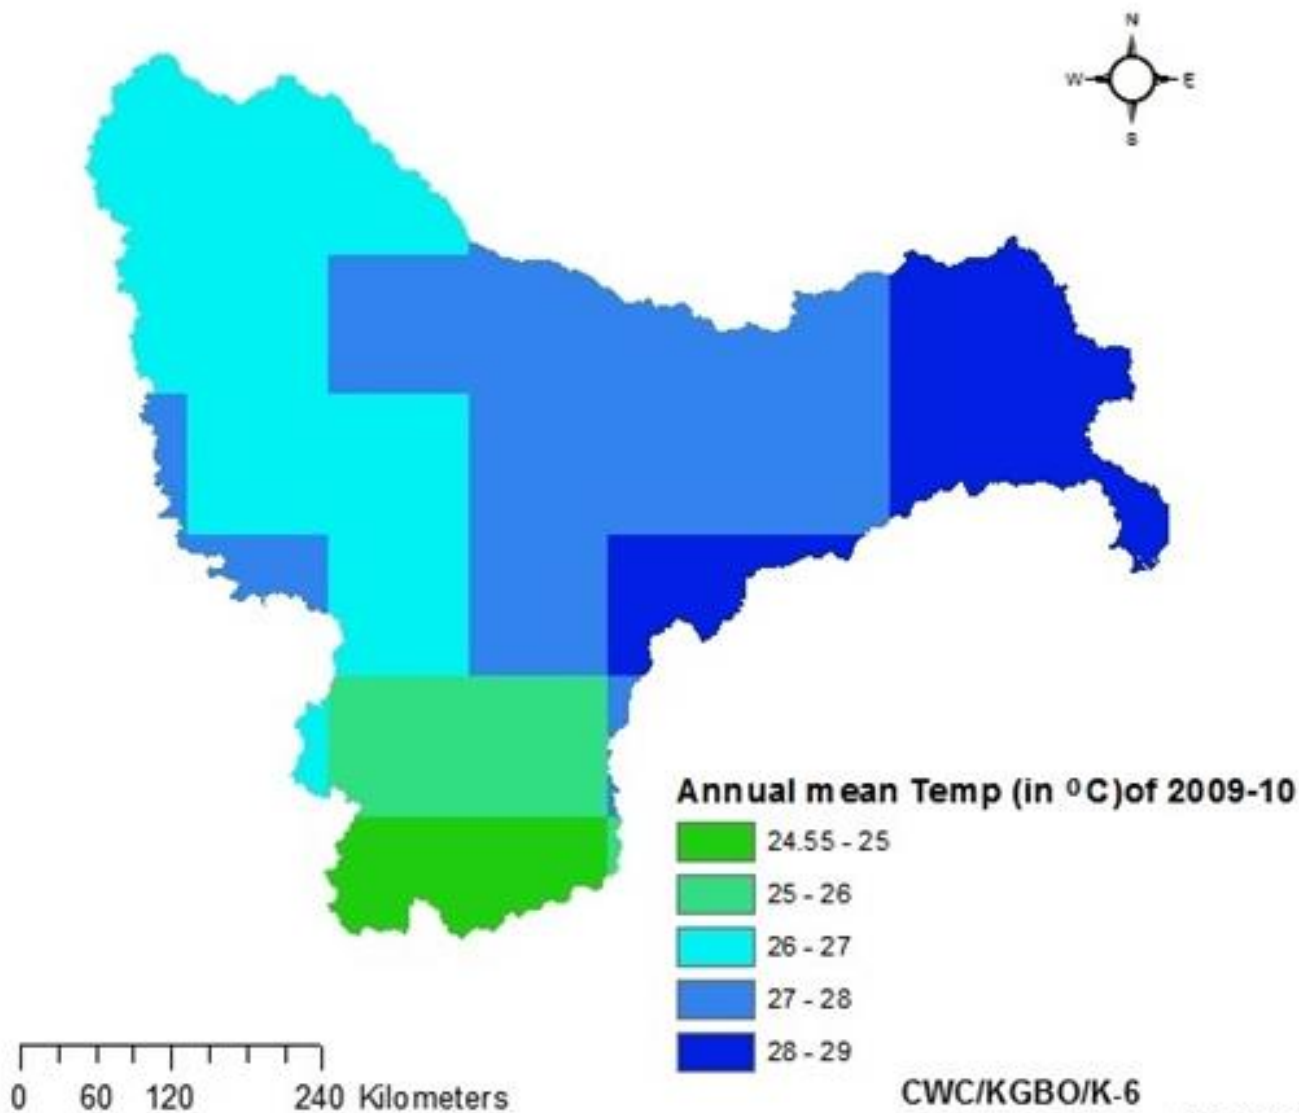 N
W
E
S
Annual mean Temp (in ⁰C)of 2009-10
24.55 - 25
25 - 26
26 - 27
27 - 28
28 - 29
0 60 120 240 Kilometers
CWC/KGBO/K-6